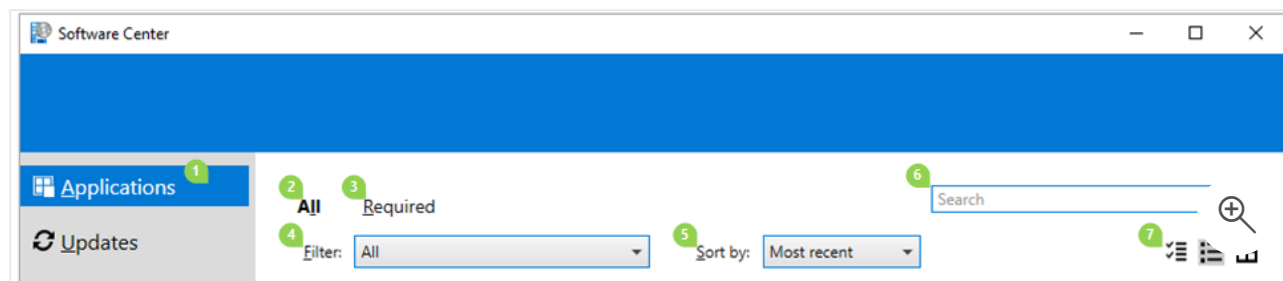 Software Center
1
Applications
2
All
3
Required
6
Search
Updates
4
Filter: All
5
Sort by: Most recent
7